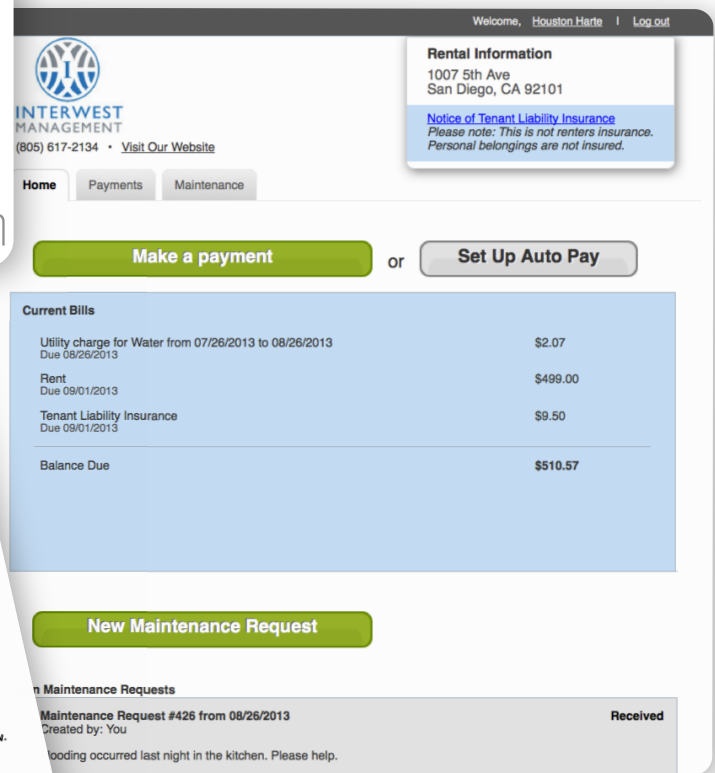 Welcome, Houston Harte | Log out
Rental Information
1007 5th Ave
San Diego, CA 92101
Notice of Tenant Liability Insurance
Please note: This is not renters insurance.
Personal belongings are not insured.
INTERWEST
MANAGEMENT
(805) 617-2134 • Visit Our Website
Home Payments Maintenance
Make a payment or Set Up Auto Pay
Current Bills
Utility charge for Water from 07/26/2013 to 08/26/2013 $2.07
Due 08/26/2013
Rent $499.00
Due 09/01/2013
Tenant Liability Insurance $9.50
Due 09/01/2013
Balance Due $510.57
New Maintenance Request
n Maintenance Requests
Maintenance Request #426 from 08/26/2013 Received
Created by: You
looding occurred last night in the kitchen. Please help.